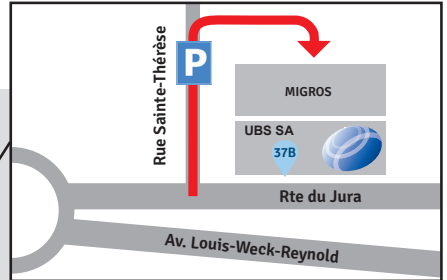 Rue Sainte-Thérèse
P
MIGROS
UBS SA
37B
Rte du Jura
Av. Louis-Weck-Reynold